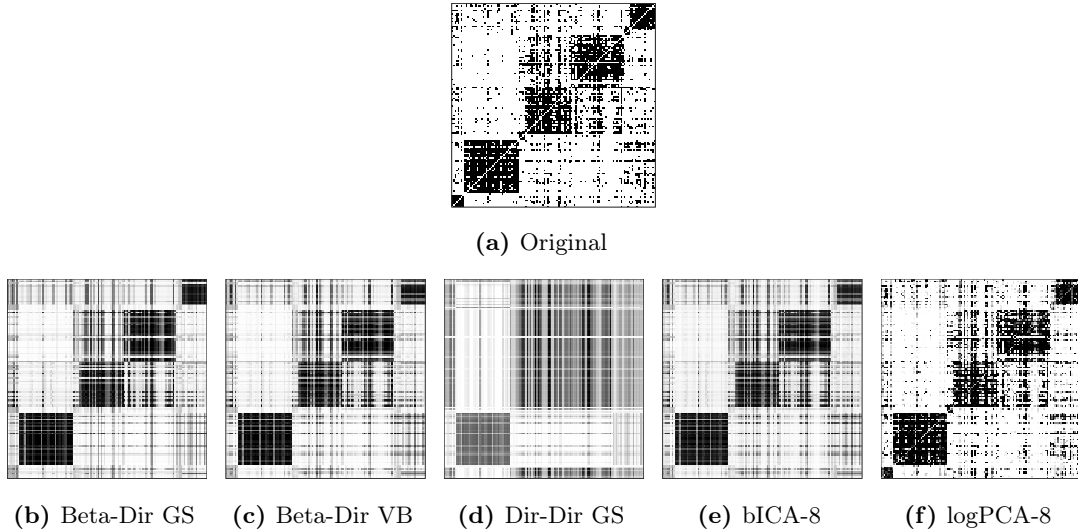 (a) Original
(b) Beta-Dir GS (c) Beta-Dir VB (d) Dir-Dir GS (e) bICA-8 (f) logPCA-8